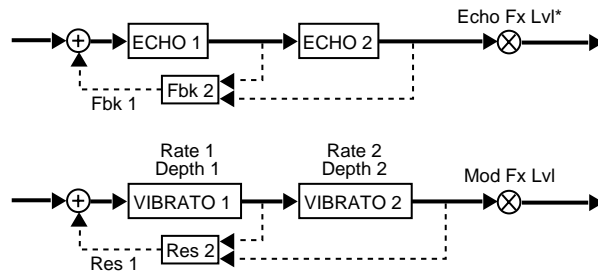 Echo Fx Lvl*
+
ECHO 1
ECHO 2
Fbk 2
Fbk 1
Rate 1
Depth 1
Rate 2
Depth 2
Mod Fx Lvl
+
VIBRATO 1
VIBRATO 2
Res 2
Res 1